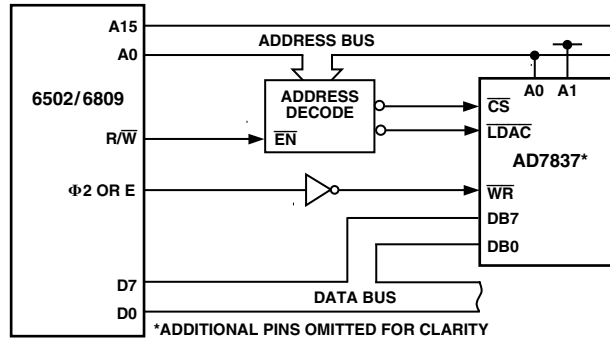 A15
A0
ADDRESS BUS
6502/6809
ADDRESS
DECODE
EN
R/W
A0 A1
CS
LDAC
AD7837*
Φ2 OR E
WR
DB7
DB0
D7
DATA BUS
D0
*ADDITIONAL PINS OMITTED FOR CLARITY